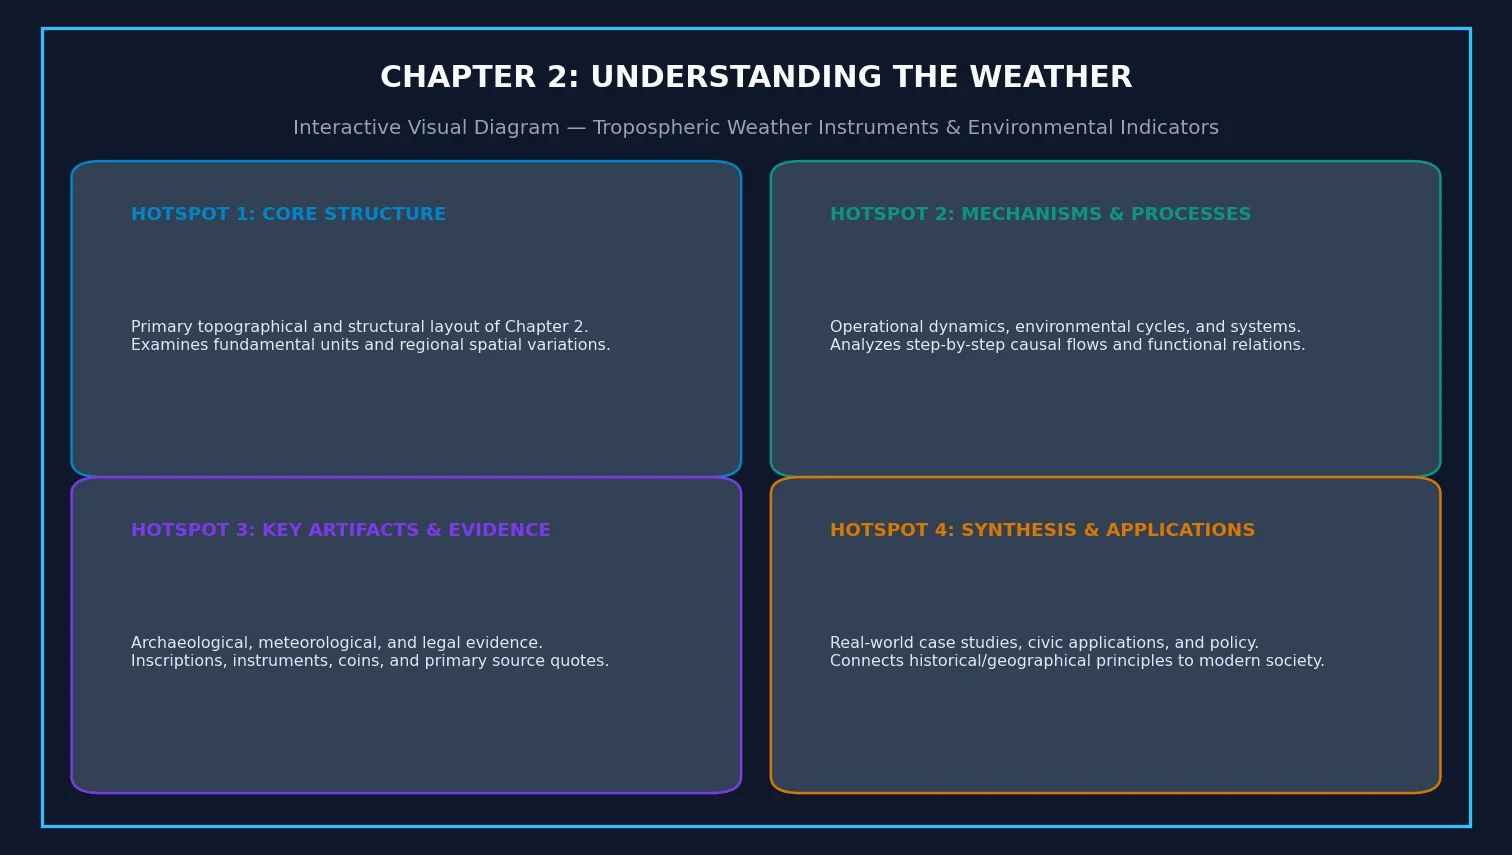 CHAPTER 2: UNDERSTANDING THE WEATHER
Interactive Visual Diagram — Tropospheric Weather Instruments & Environmental Indicators
HOTSPOT 1: CORE STRUCTURE
Primary topographical and structural layout of Chapter 2.
Examines fundamental units and regional spatial variations.
HOTSPOT 2: MECHANISMS & PROCESSES
Operational dynamics, environmental cycles, and systems.
Analyzes step-by-step causal flows and functional relations.
HOTSPOT 3: KEY ARTIFACTS & EVIDENCE
Archaeological, meteorological, and legal evidence.
Inscriptions, instruments, coins, and primary source quotes.
HOTSPOT 4: SYNTHESIS & APPLICATIONS
Real-world case studies, civic applications, and policy.
Connects historical/geographical principles to modern society.